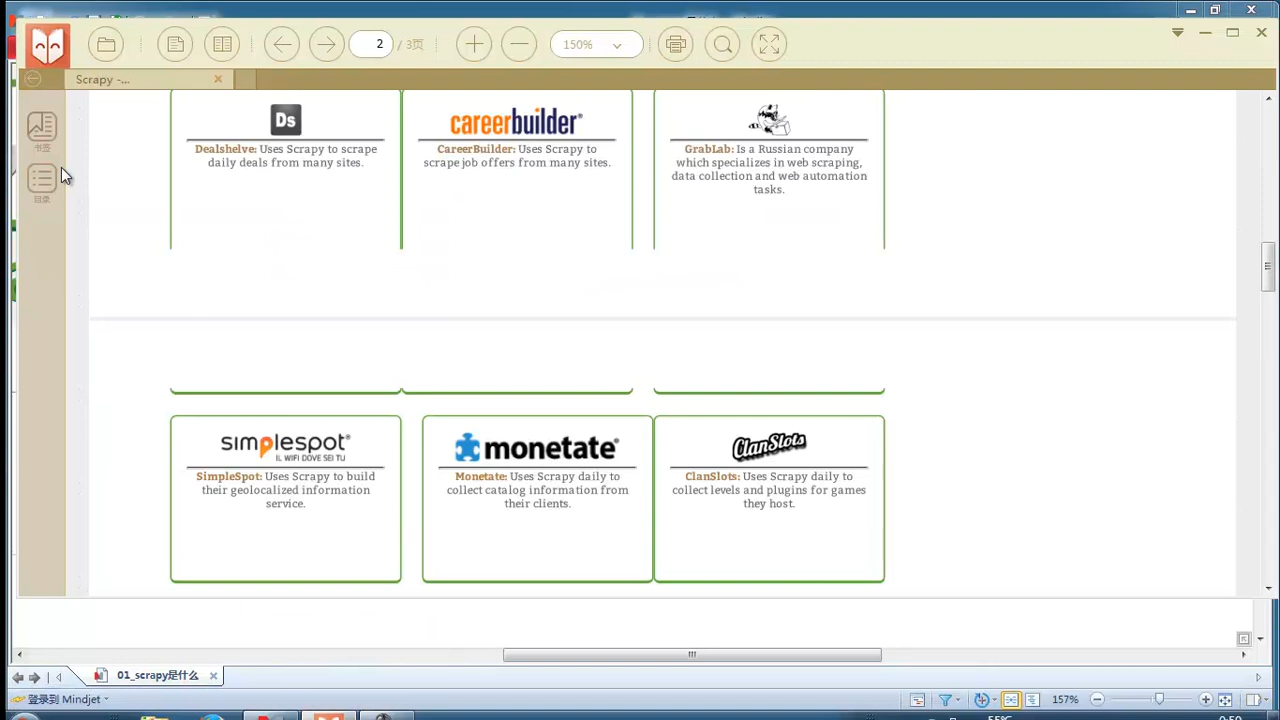 2 / 3页
150%
Scrapy -...
书签
目录
Ds
careerbuilder®
Dealshelve: Uses Scrapy to scrape
daily deals from many sites.
CareerBuilder: Uses Scrapy to
scrape job offers from many sites.
GrabLab: Is a Russian company
which specializes in web scraping,
data collection and web automation
tasks.
simplespot®
IL WIFI DOVE SEI TU
monetate®
ClanSlots
SimpleSpot: Uses Scrapy to build
their geolocalized information
service.
Monetate: Uses Scrapy daily to
collect catalog information from
their clients.
ClanSlots: Uses Scrapy daily to
collect levels and plugins for games
they host.
01_scrapy是什么
登录到 Mindjet
157%